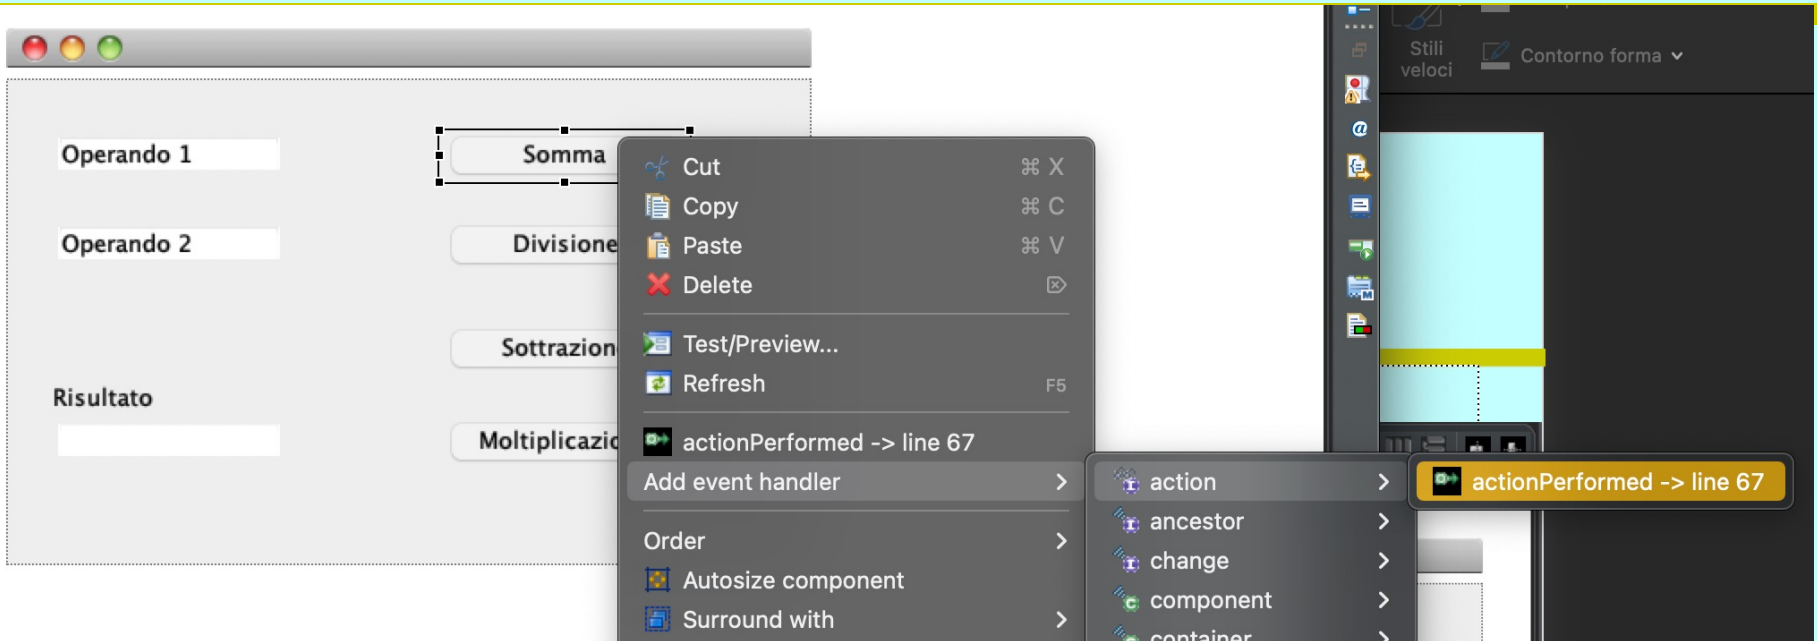 Stili
veloci
Contorno forma
Operando 1
Somma
Operando 2
Divisione
Sottrazion
Risultato
Moltiplicazio
Cut ⌘ X
Copy ⌘ C
Paste ⌘ V
Delete ⌦
Test/Preview...
Refresh F5
actionPerformed -> line 67
Add event handler
Order
Autosize component
Surround with
action
ancestor
change
component
container
actionPerformed -> line 67